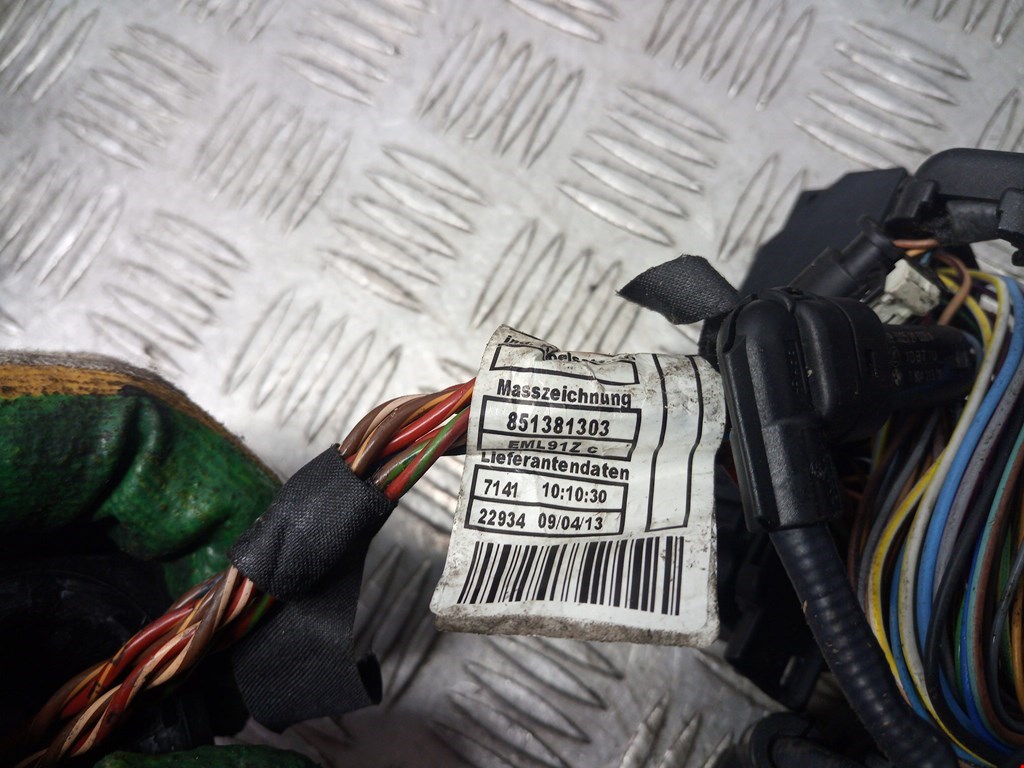 Masszeichnung
851381303
EML91Z c
Lieferantendaten
7141 10:10:30
22934 09/04/13